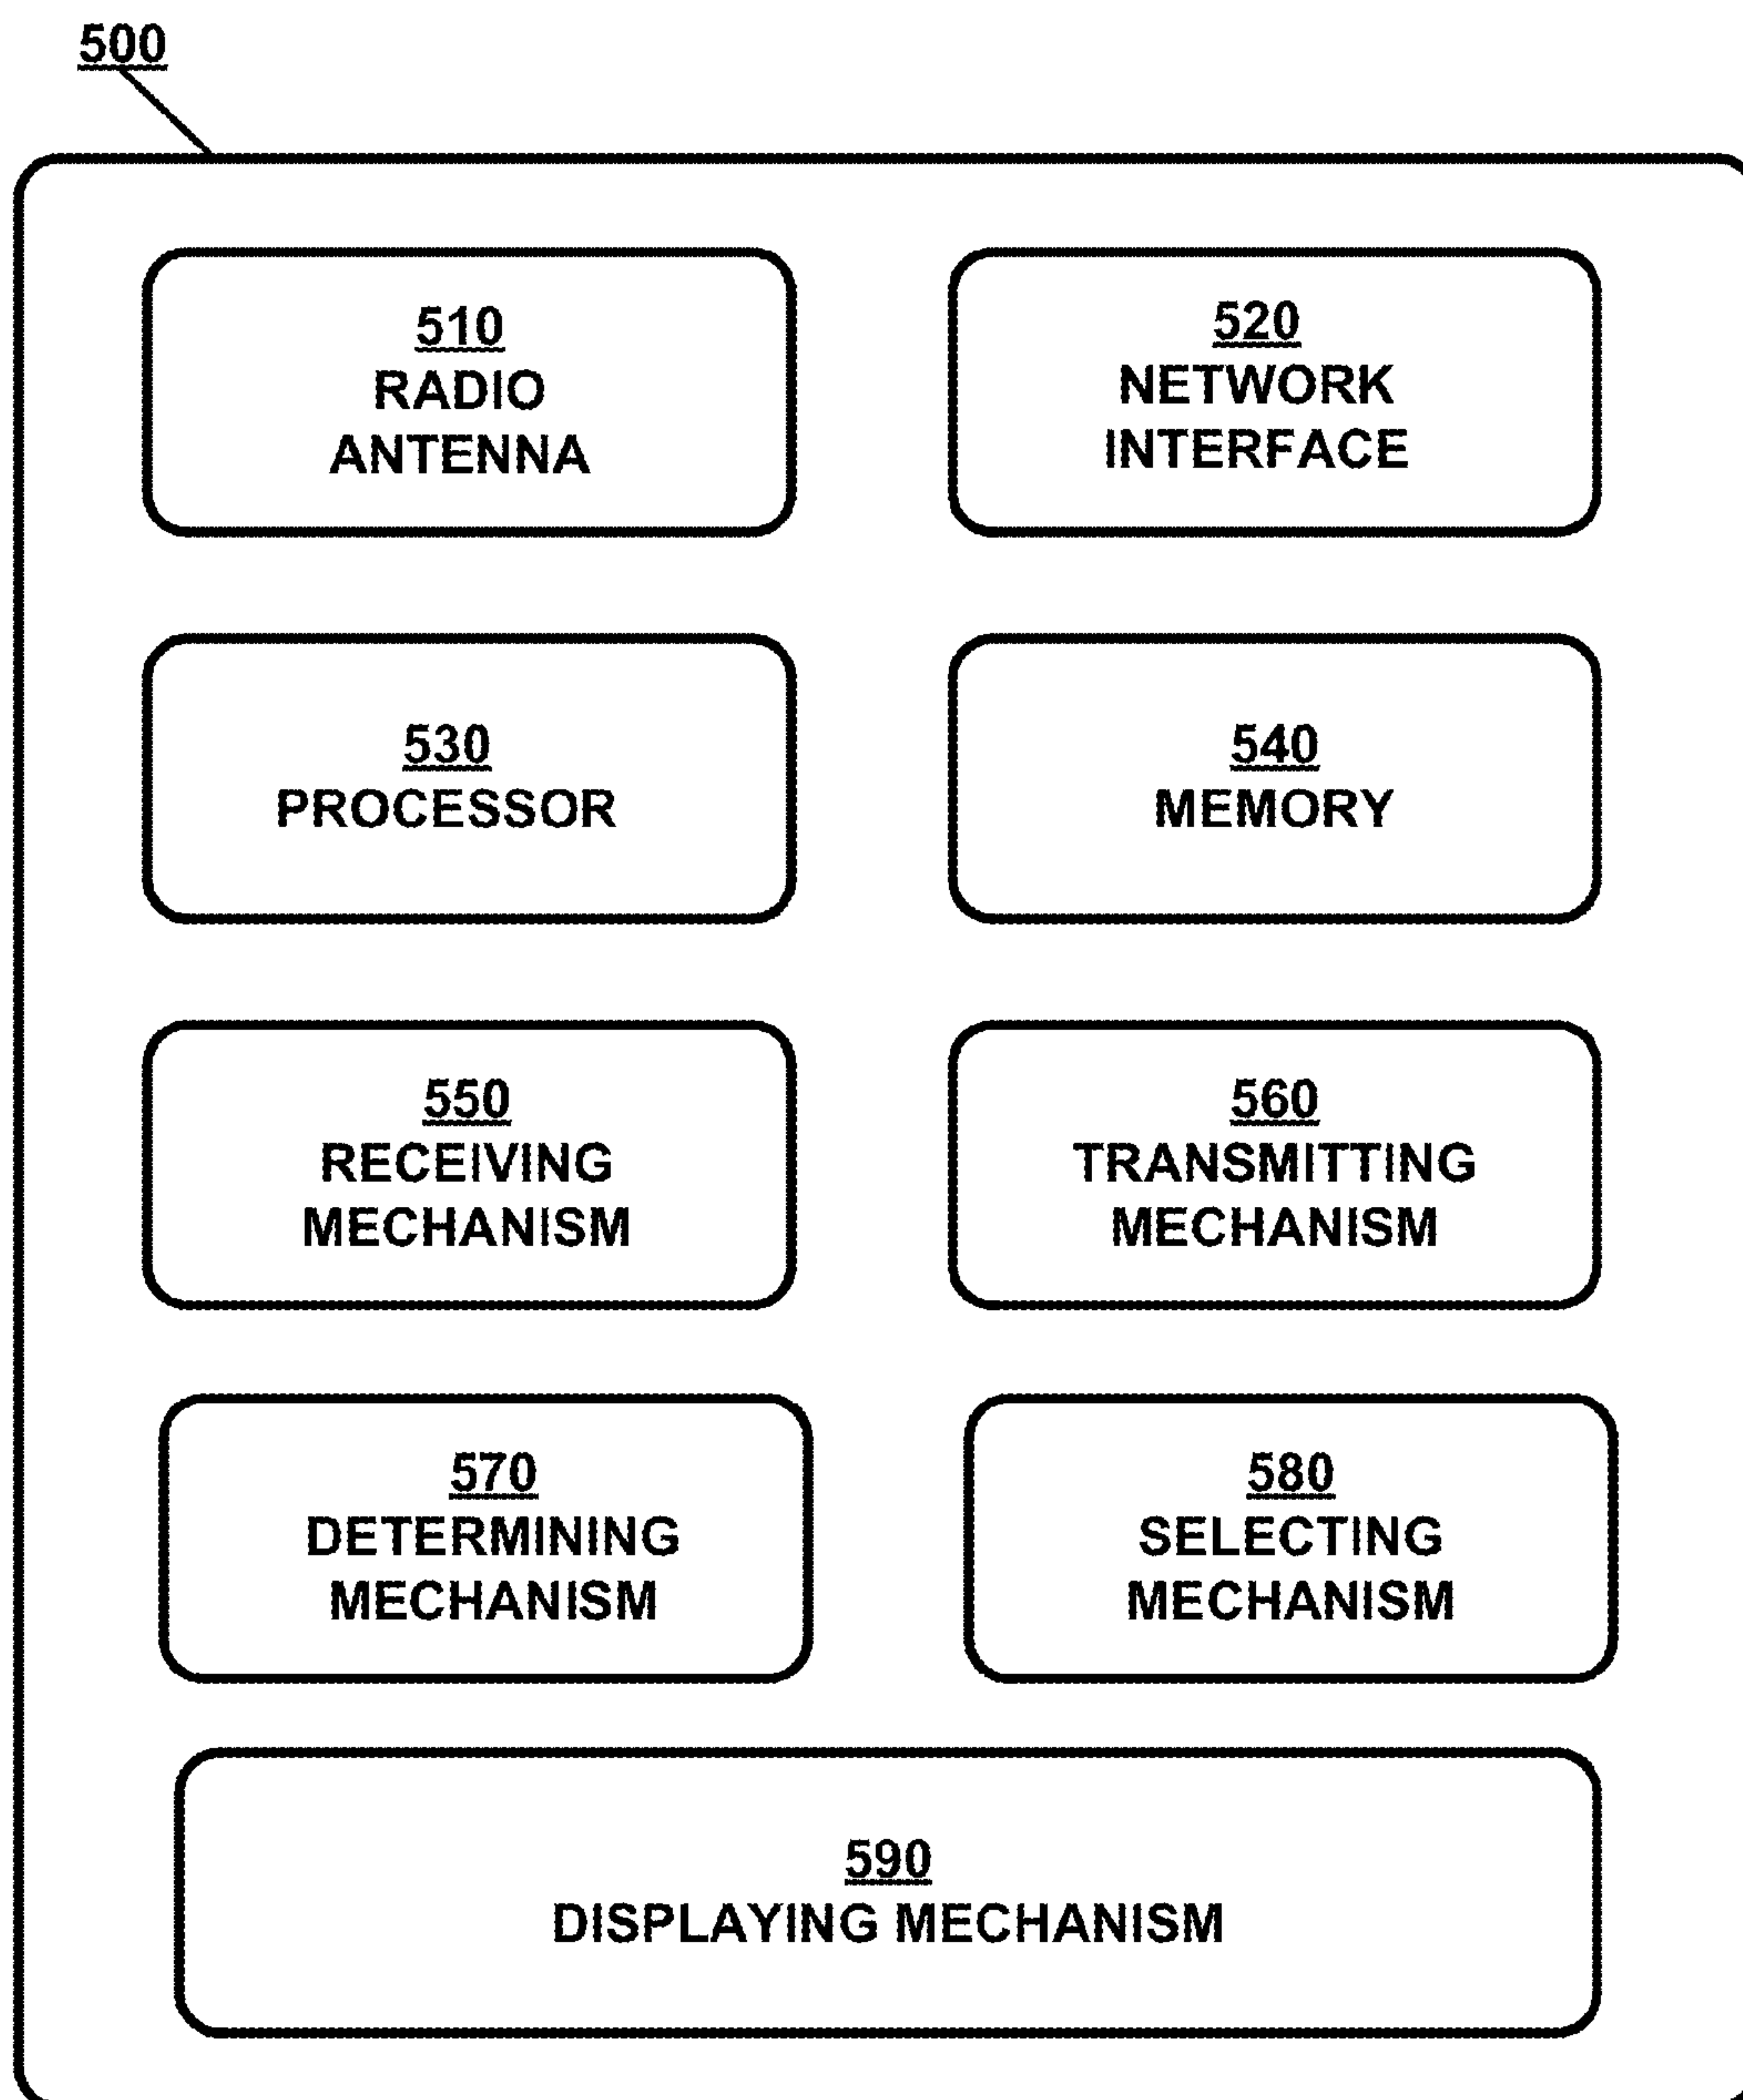 500
510
RADIO
ANTENNA
520
NETWORK
INTERFACE
530
PROCESSOR
540
MEMORY
550
RECEIVING
MECHANISM
560
TRANSMITTING
MECHANISM
570
DETERMINING
MECHANISM
580
SELECTING
MECHANISM
590
DISPLAYING MECHANISM